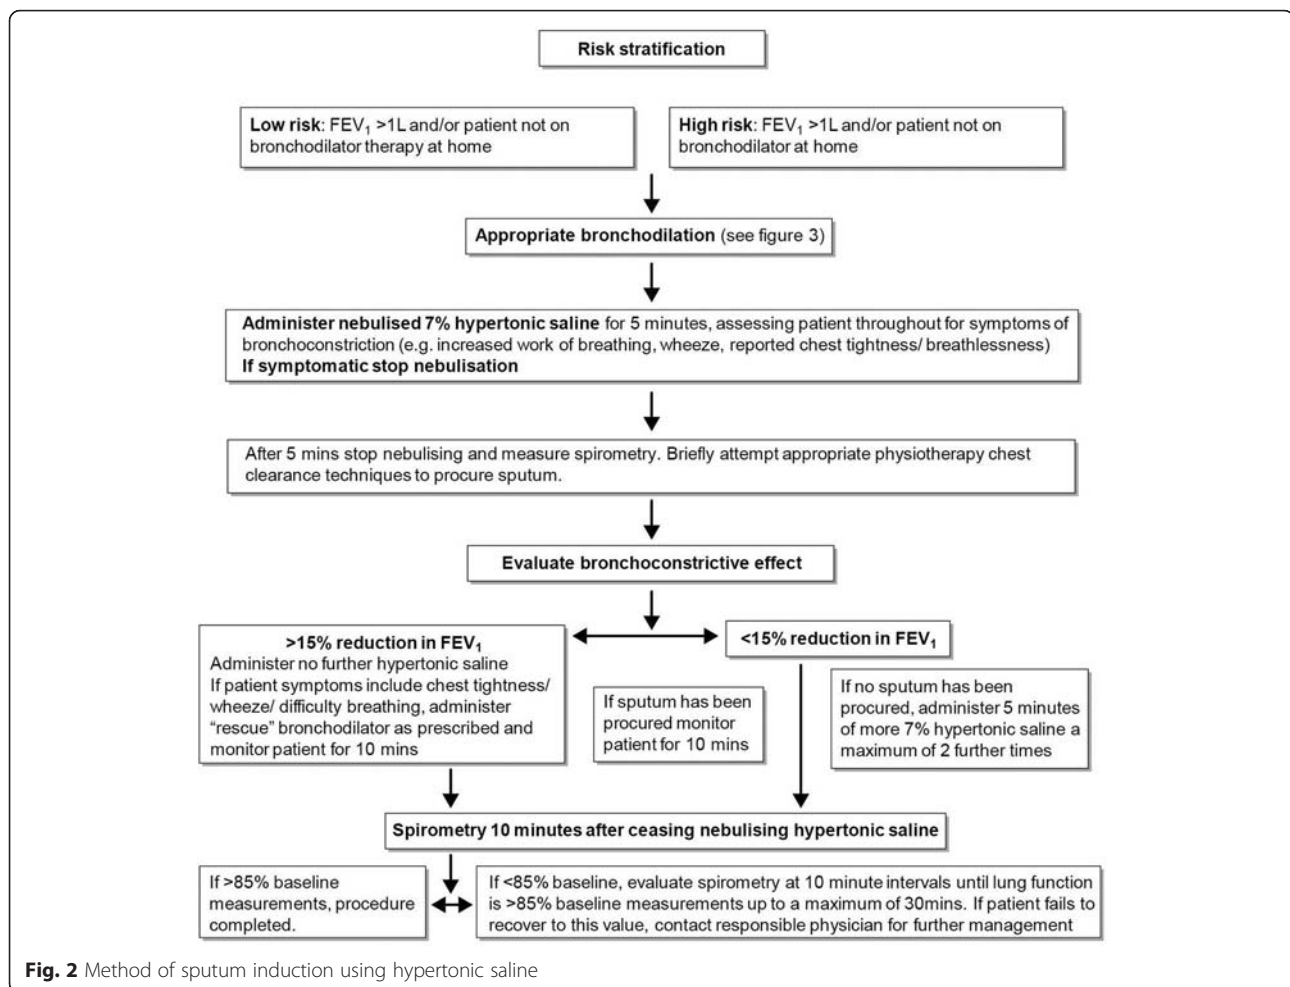 Risk stratification
Low risk: FEV₁ >1L and/or patient not on
bronchodilator therapy at home
High risk: FEV₁ >1L and/or patient not on
bronchodilator at home
Appropriate bronchodilation (see figure 3)
Administer nebulised 7% hypertonic saline for 5 minutes, assessing patient throughout for symptoms of
bronchoconstriction (e.g. increased work of breathing, wheeze, reported chest tightness/ breathlessness)
If symptomatic stop nebulisation
After 5 mins stop nebulising and measure spirometry. Briefly attempt appropriate physiotherapy chest
clearance techniques to procure sputum.
Evaluate bronchoconstrictive effect
>15% reduction in FEV₁
Administer no further hypertonic saline
If patient symptoms include chest tightness/
wheeze/ difficulty breathing, administer
“rescue” bronchodilator as prescribed and
monitor patient for 10 mins
<15% reduction in FEV₁
If sputum has been
procured monitor
patient for 10 mins
If no sputum has been
procured, administer 5 minutes
of more 7% hypertonic saline a
maximum of 2 further times
Spirometry 10 minutes after ceasing nebulising hypertonic saline
If >85% baseline
measurements, procedure
completed.
If <85% baseline, evaluate spirometry at 10 minute intervals until lung function
is >85% baseline measurements up to a maximum of 30mins. If patient fails to
recover to this value, contact responsible physician for further management
Fig. 2 Method of sputum induction using hypertonic saline